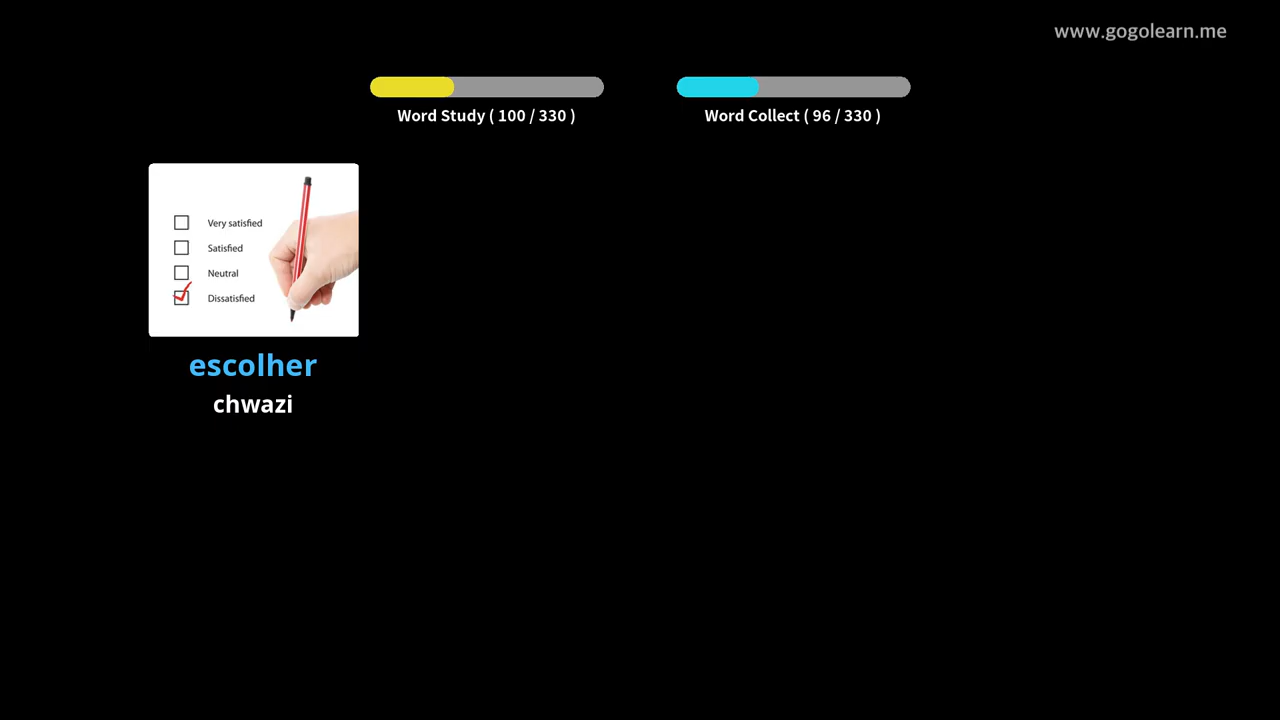 www.gogolearn.me
Word Study ( 100 / 330 )
Word Collect ( 96 / 330 )
Very satisfied
Satisfied
Neutral
Dissatisfied
escolher
chwazi